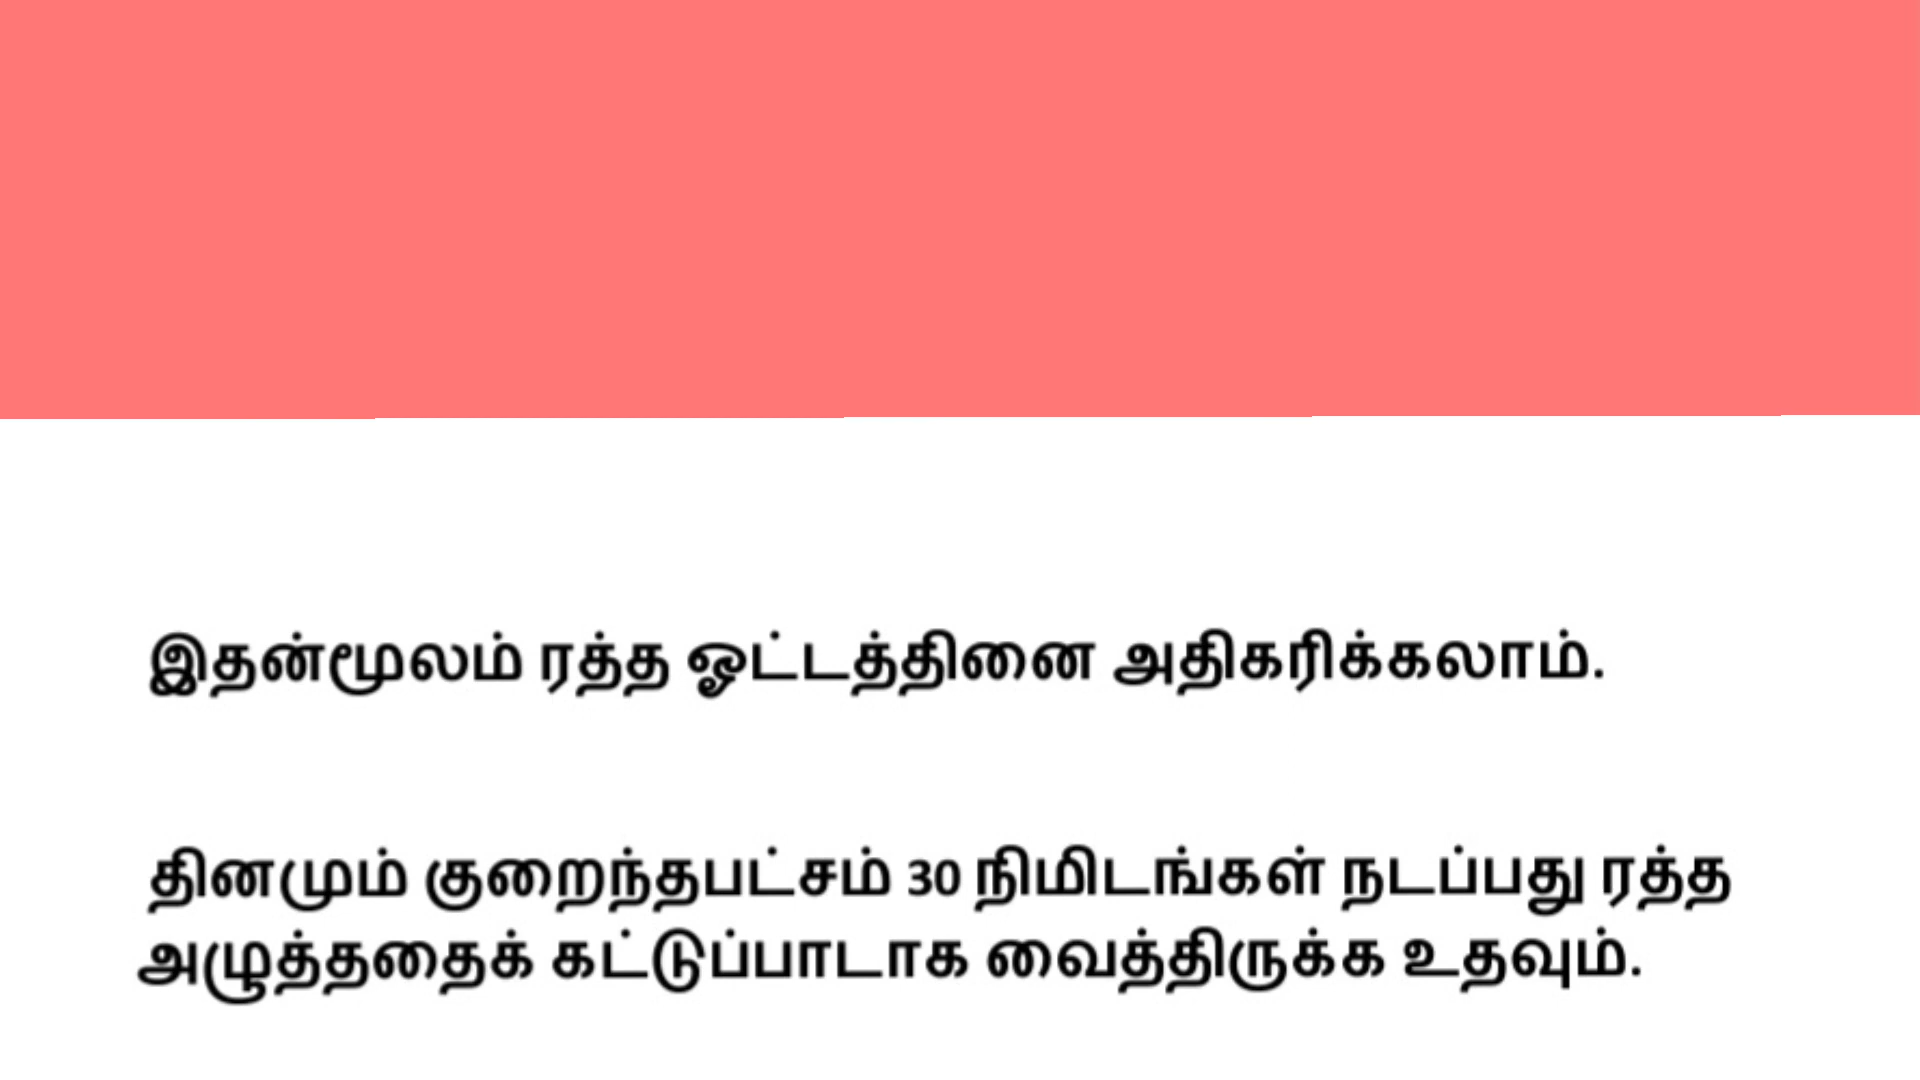 இதன்மூலம் ரத்த ஓட்டத்தினை அதிகரிக்கலாம்.
தினமும் குறைந்தபட்சம் 30 நிமிடங்கள் நடப்பது ரத்த
அழுத்ததைக் கட்டுப்பாடாக வைத்திருக்க உதவும்.